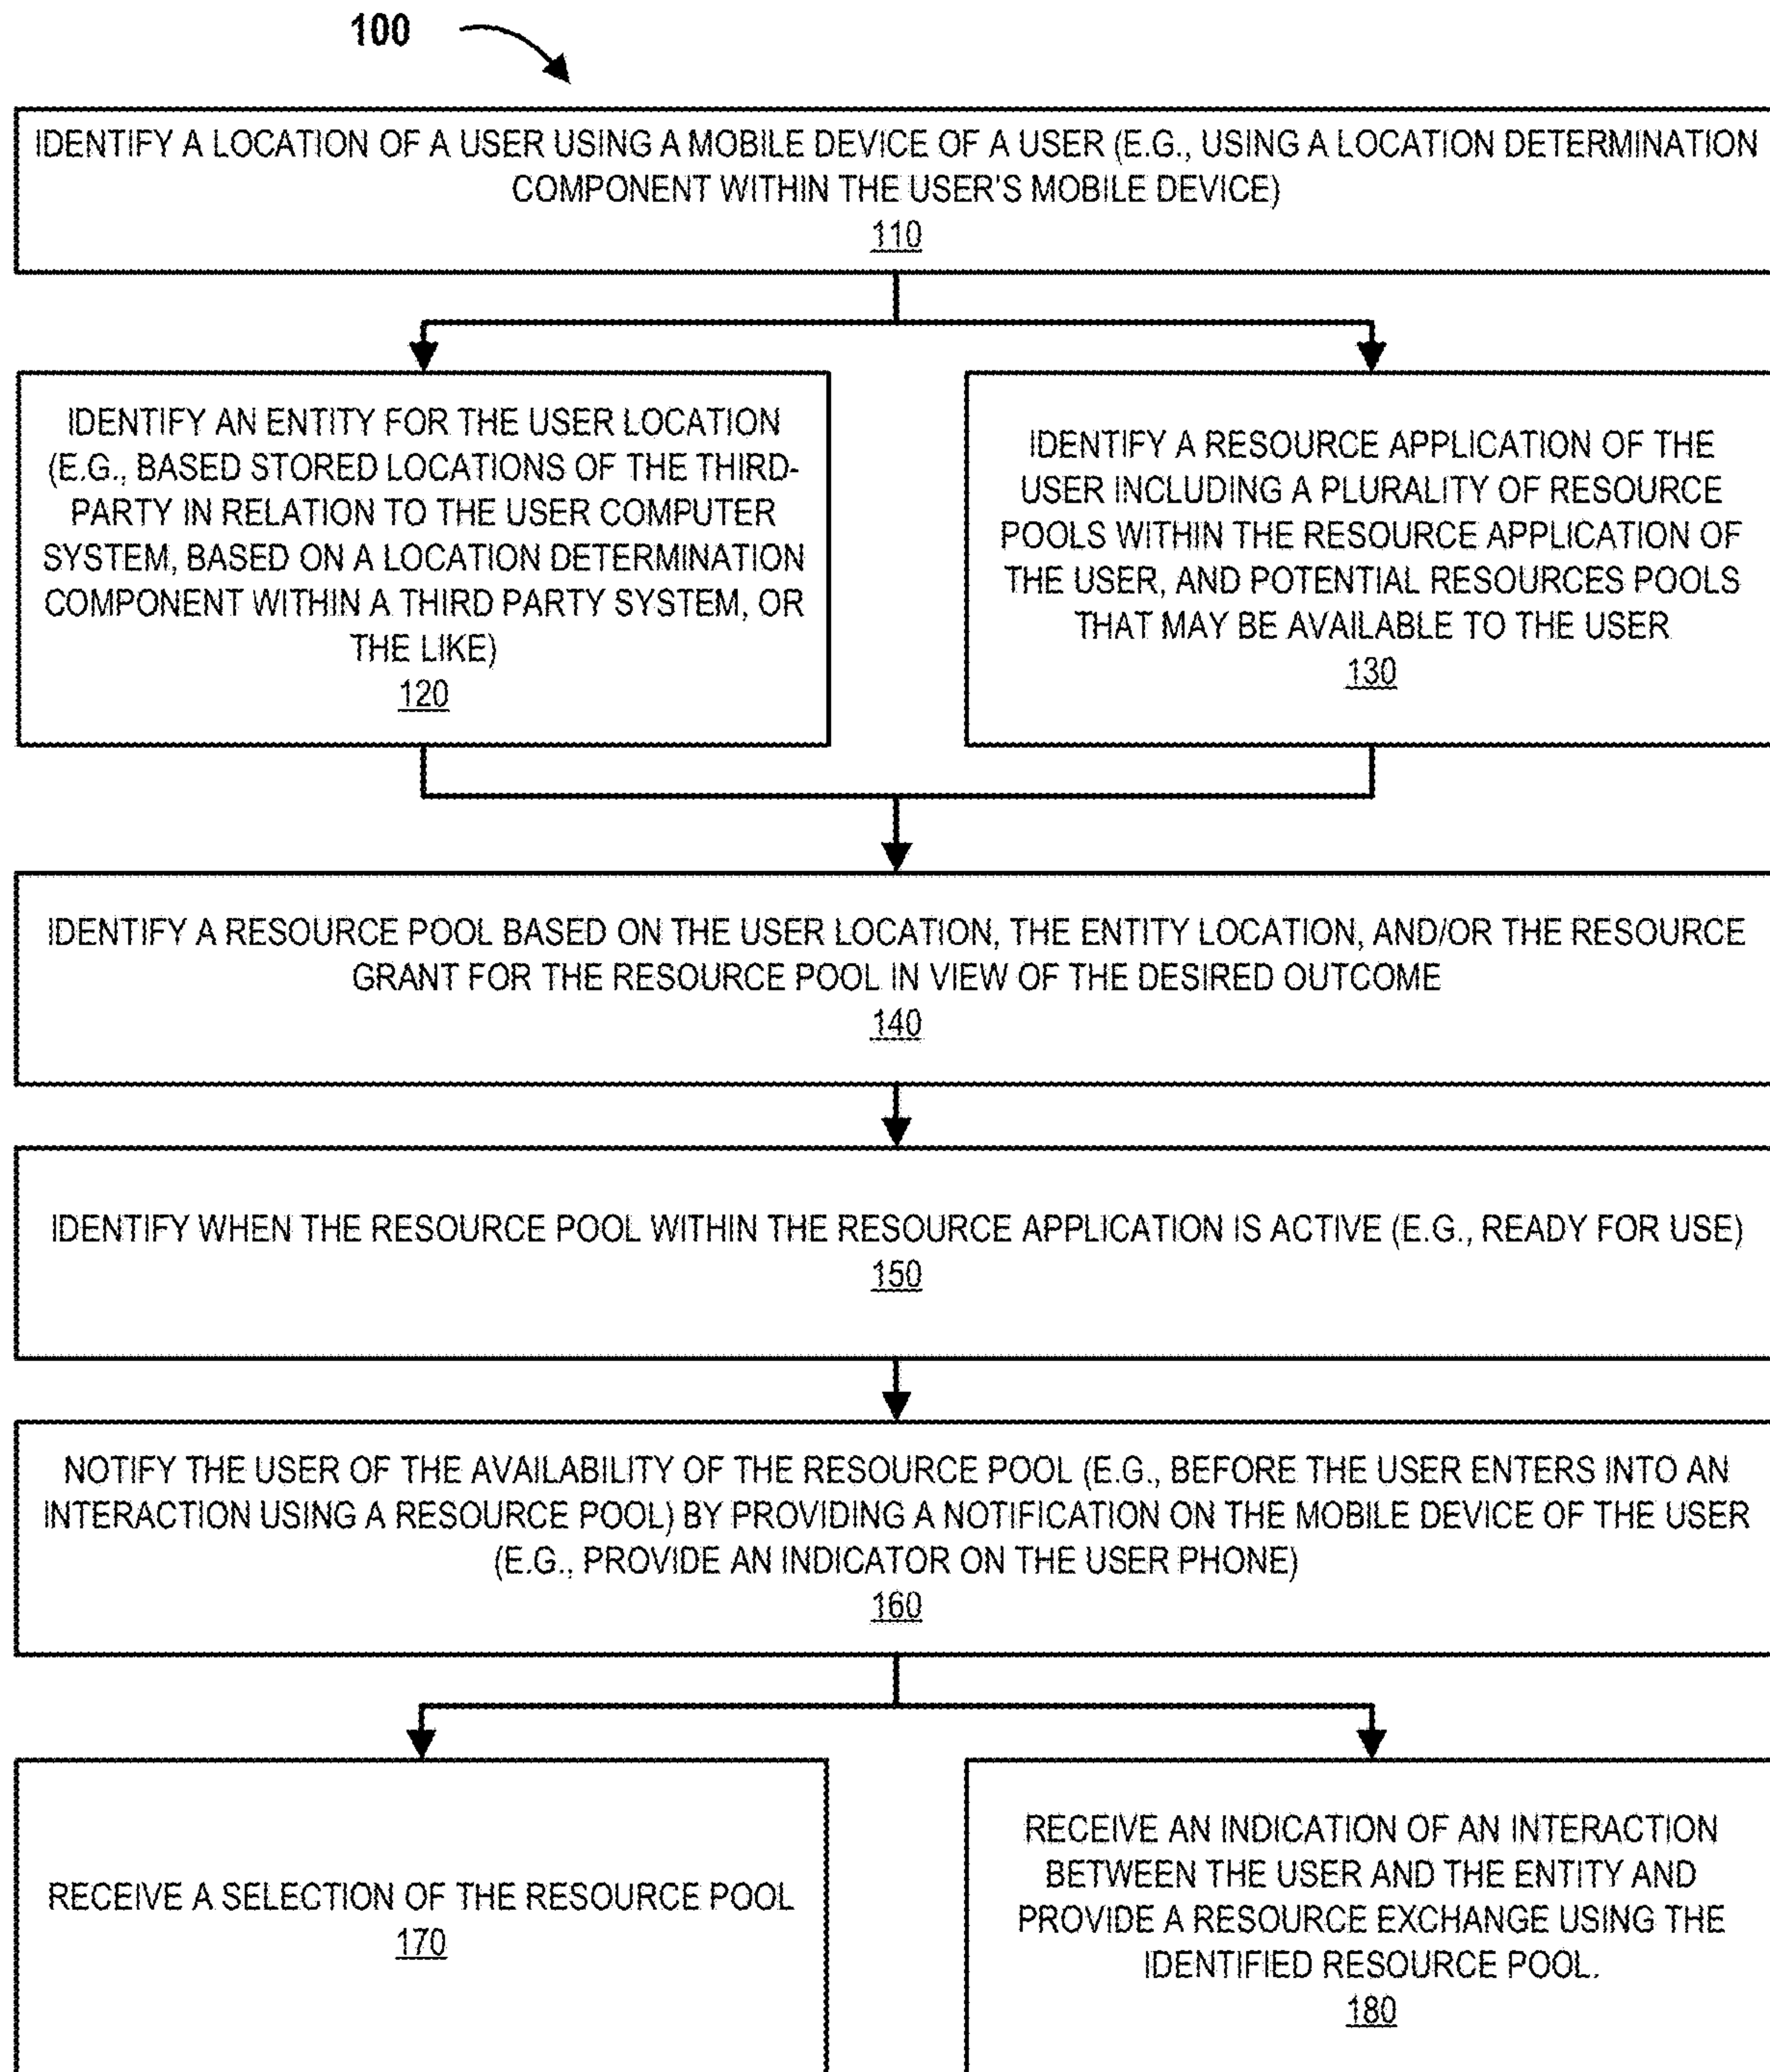 100
IDENTIFY A LOCATION OF A USER USING A MOBILE DEVICE OF A USER (E.G., USING A LOCATION DETERMINATION
COMPONENT WITHIN THE USER'S MOBILE DEVICE)
110
IDENTIFY AN ENTITY FOR THE USER LOCATION
(E.G., BASED STORED LOCATIONS OF THE THIRD-
PARTY IN RELATION TO THE USER COMPUTER
SYSTEM, BASED ON A LOCATION DETERMINATION
COMPONENT WITHIN A THIRD PARTY SYSTEM, OR
THE LIKE)
120
IDENTIFY A RESOURCE APPLICATION OF THE
USER INCLUDING A PLURALITY OF RESOURCE
POOLS WITHIN THE RESOURCE APPLICATION OF
THE USER, AND POTENTIAL RESOURCES POOLS
THAT MAY BE AVAILABLE TO THE USER
130
IDENTIFY A RESOURCE POOL BASED ON THE USER LOCATION, THE ENTITY LOCATION, AND/OR THE RESOURCE
GRANT FOR THE RESOURCE POOL IN VIEW OF THE DESIRED OUTCOME
140
IDENTIFY WHEN THE RESOURCE POOL WITHIN THE RESOURCE APPLICATION IS ACTIVE (E.G., READY FOR USE)
150
NOTIFY THE USER OF THE AVAILABILITY OF THE RESOURCE POOL (E.G., BEFORE THE USER ENTERS INTO AN
INTERACTION USING A RESOURCE POOL) BY PROVIDING A NOTIFICATION ON THE MOBILE DEVICE OF THE USER
(E.G., PROVIDE AN INDICATOR ON THE USER PHONE)
160
RECEIVE A SELECTION OF THE RESOURCE POOL
170
RECEIVE AN INDICATION OF AN INTERACTION
BETWEEN THE USER AND THE ENTITY AND
PROVIDE A RESOURCE EXCHANGE USING THE
IDENTIFIED RESOURCE POOL.
180